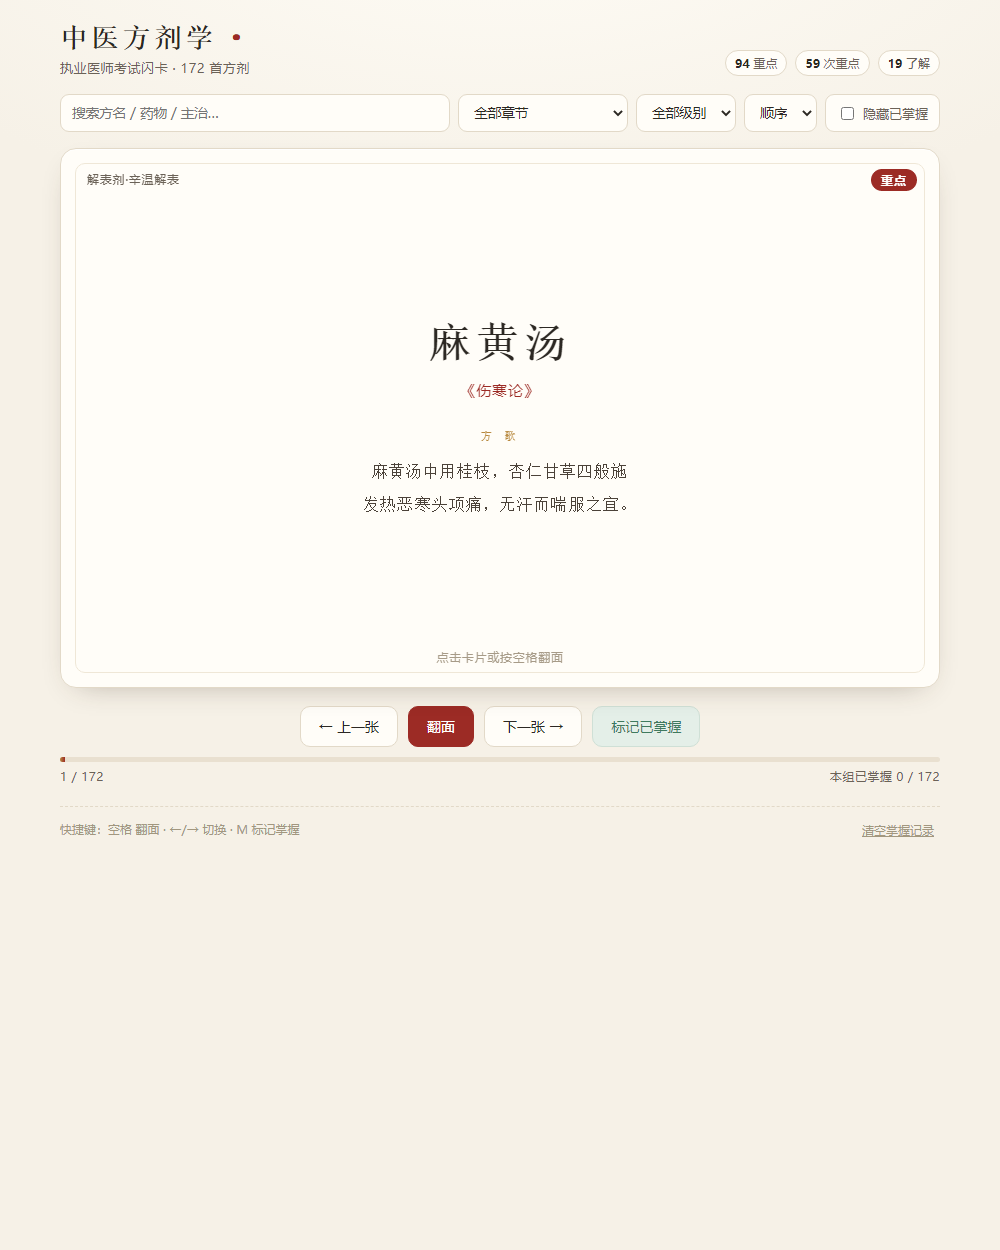 中医方剂学
执业医师考试闪卡 · 172 首方剂
94 重点
59 次重点
19 了解
搜索方名 / 药物 / 主治...
全部章节
全部级别
顺序
隐藏已掌握
解表剂·辛温解表
重点
麻黄汤
《伤寒论》
方 歌
麻黄汤中用桂枝，杏仁甘草四般施
发热恶寒头项痛，无汗而喘服之宜。
点击卡片或按空格翻面
← 上一张
翻面
下一张 →
标记已掌握
1 / 172
本组已掌握 0 / 172
快捷键：空格 翻面 · ←/→ 切换 · M 标记掌握
清空掌握记录